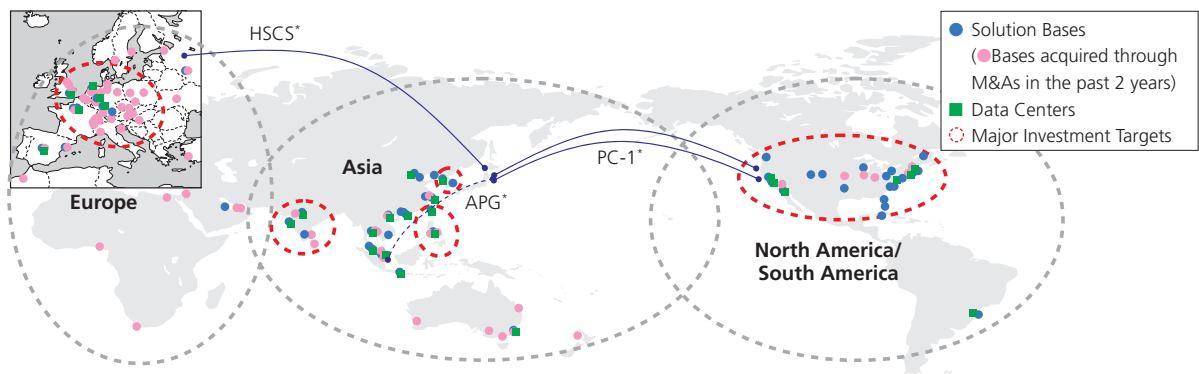 HSCS*
Solution Bases
(Bases acquired through
M&As in the past 2 years)
Data Centers
Major Investment Targets
Asia
PC-1*
APG*
Europe
North America/
South America